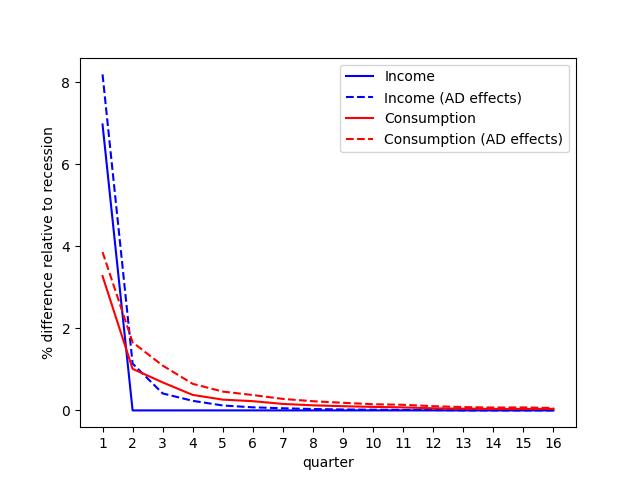 Income
Income (AD effects)
Consumption
Consumption (AD effects)
% difference relative to recession
8
6
4
2
0
1 2 3 4 5 6 7 8 9 10 11 12 13 14 15 16
quarter